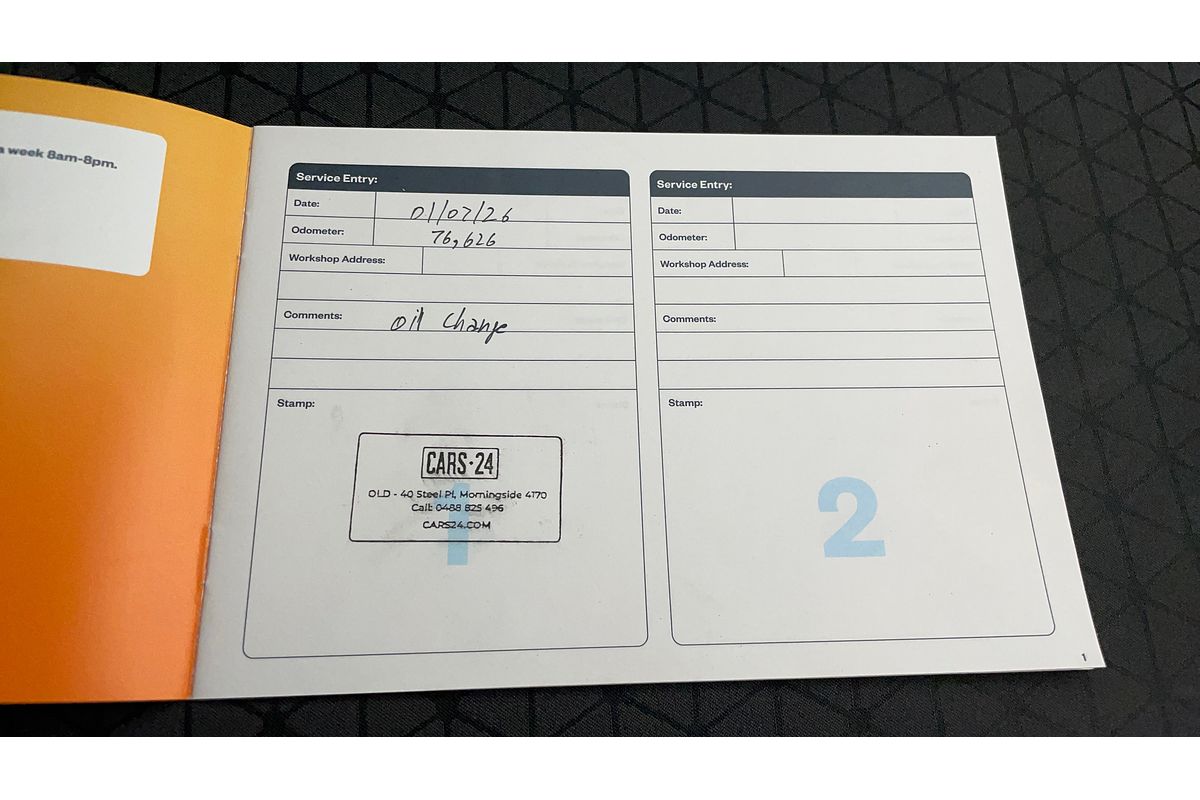 a week 8am-8pm.
Service Entry:
Date: 01/07/26
Odometer: 76,626
Workshop Address:
Comments: oil change
Stamp:
CARS·24
QLD - 40 Steel Pl, Morningside 4170
Call: 0488 825 496
CARS24.COM
1
Service Entry:
Date:
Odometer:
Workshop Address:
Comments:
Stamp:
2
1